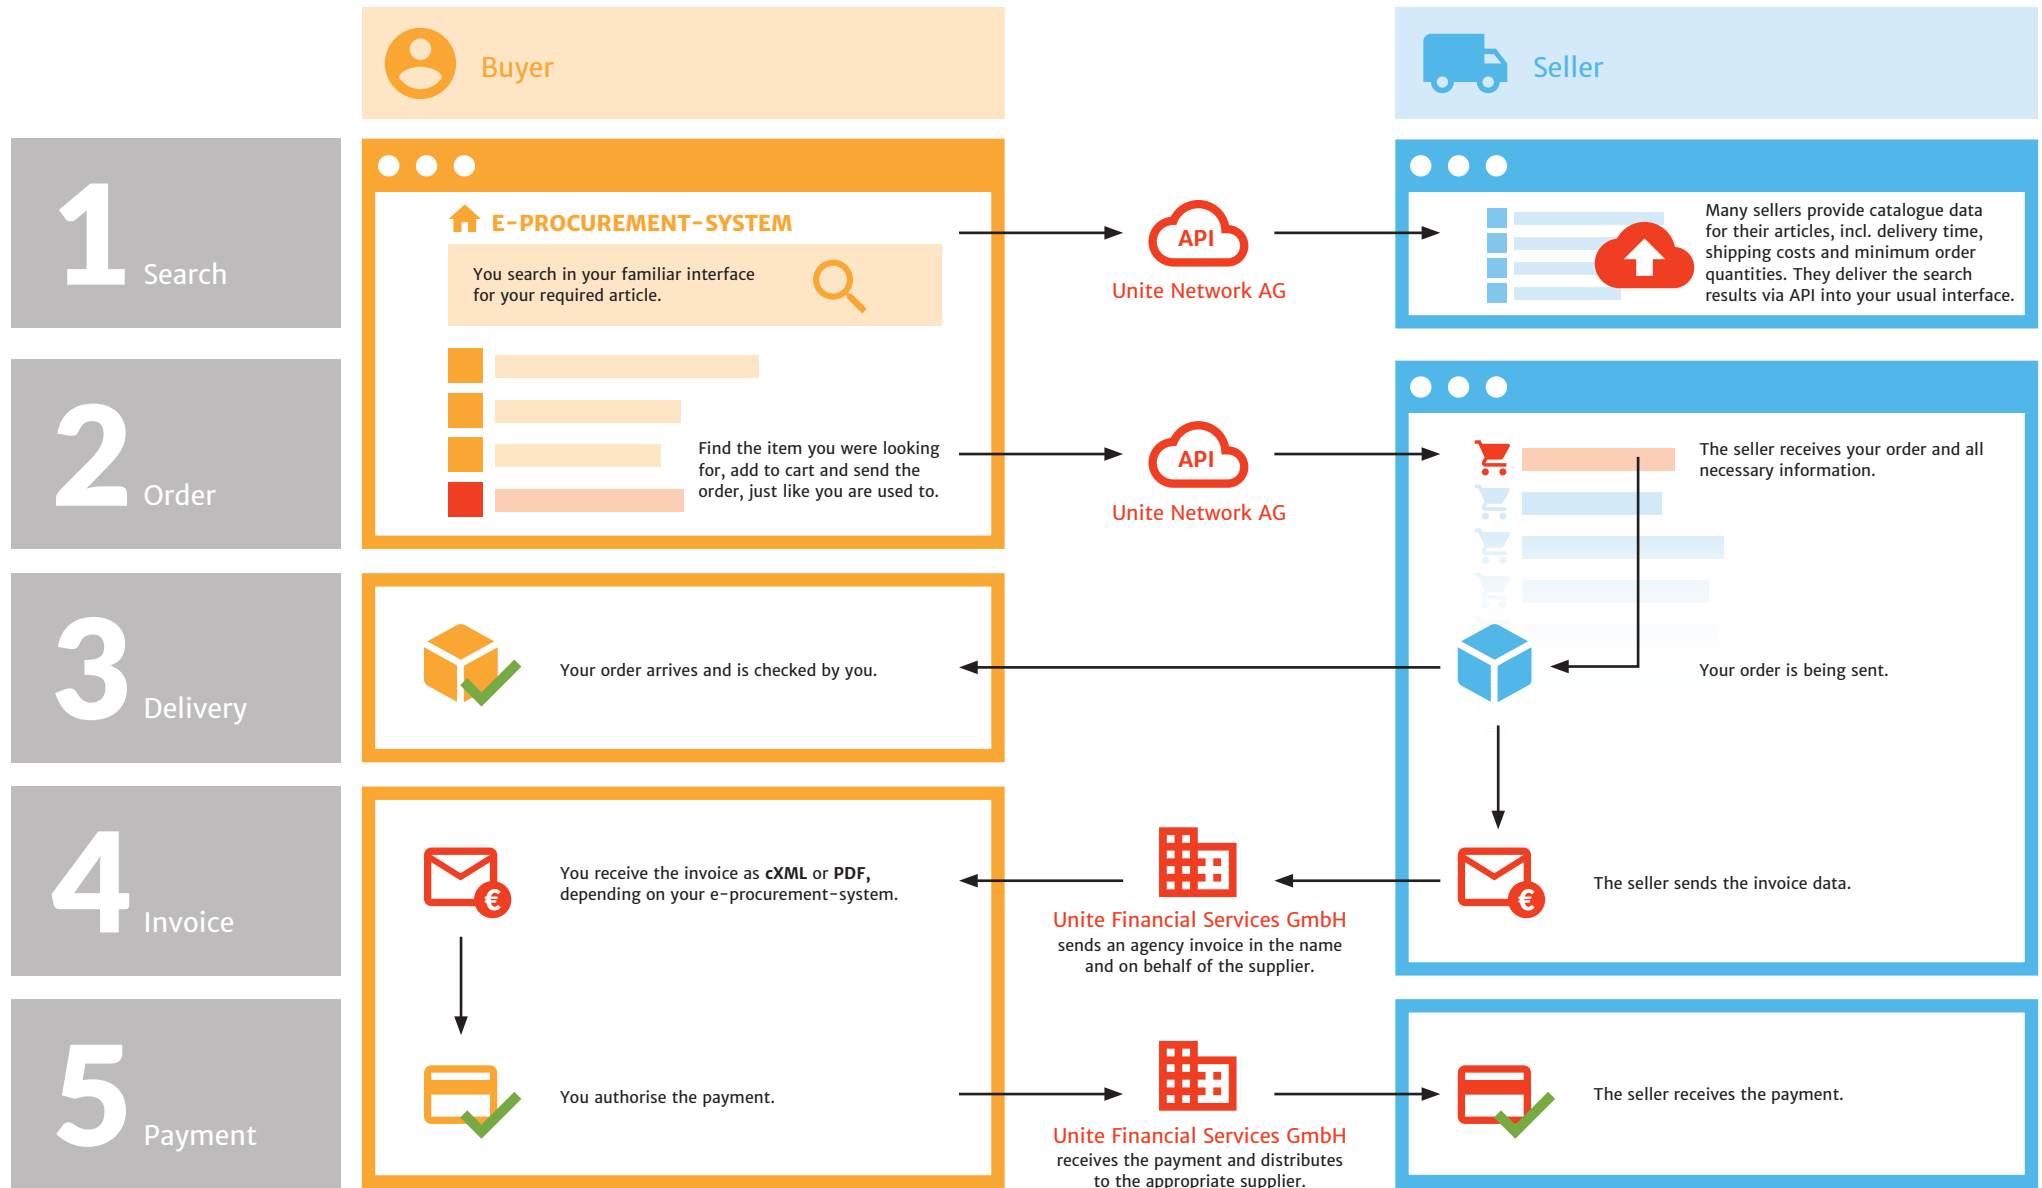 Buyer
Seller
1 Search
E-PROCUREMENT-SYSTEM
You search in your familiar interface
for your required article.
API
Unite Network AG
Many sellers provide catalogue data
for their articles, incl. delivery time,
shipping costs and minimum order
quantities. They deliver the search
results via API into your usual interface.
2 Order
Find the item you were looking
for, add to cart and send the
order, just like you are used to.
API
Unite Network AG
The seller receives your order and all
necessary information.
3 Delivery
Your order arrives and is checked by you.
Your order is being sent.
4 Invoice
€
You receive the invoice as cXML or PDF,
depending on your e-procurement-system.
Unite Financial Services GmbH
sends an agency invoice in the name
and on behalf of the supplier.
€
The seller sends the invoice data.
5 Payment
You authorise the payment.
Unite Financial Services GmbH
receives the payment and distributes
to the appropriate supplier.
The seller receives the payment.